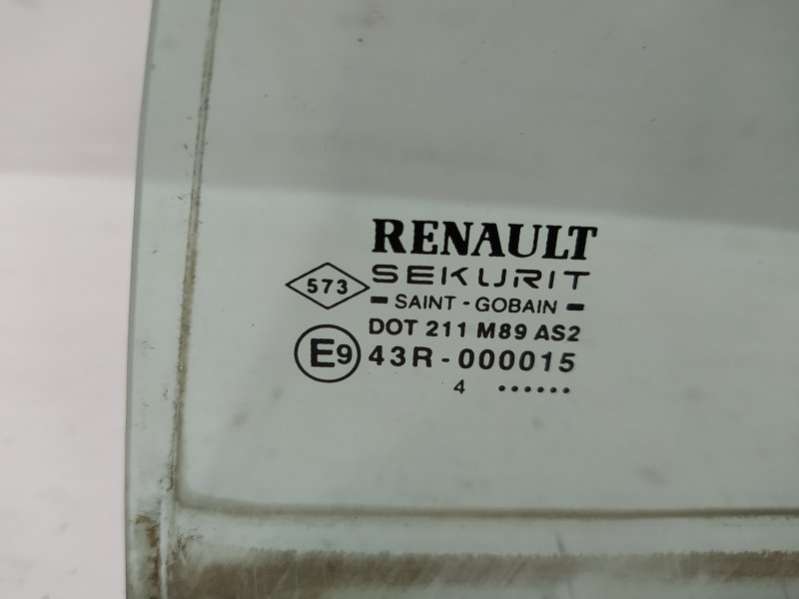 RENAULT
573
SEKURIT
SAINT - GOBAIN
DOT 211 M89 AS2
E9 43R - 000015
4 ••••••